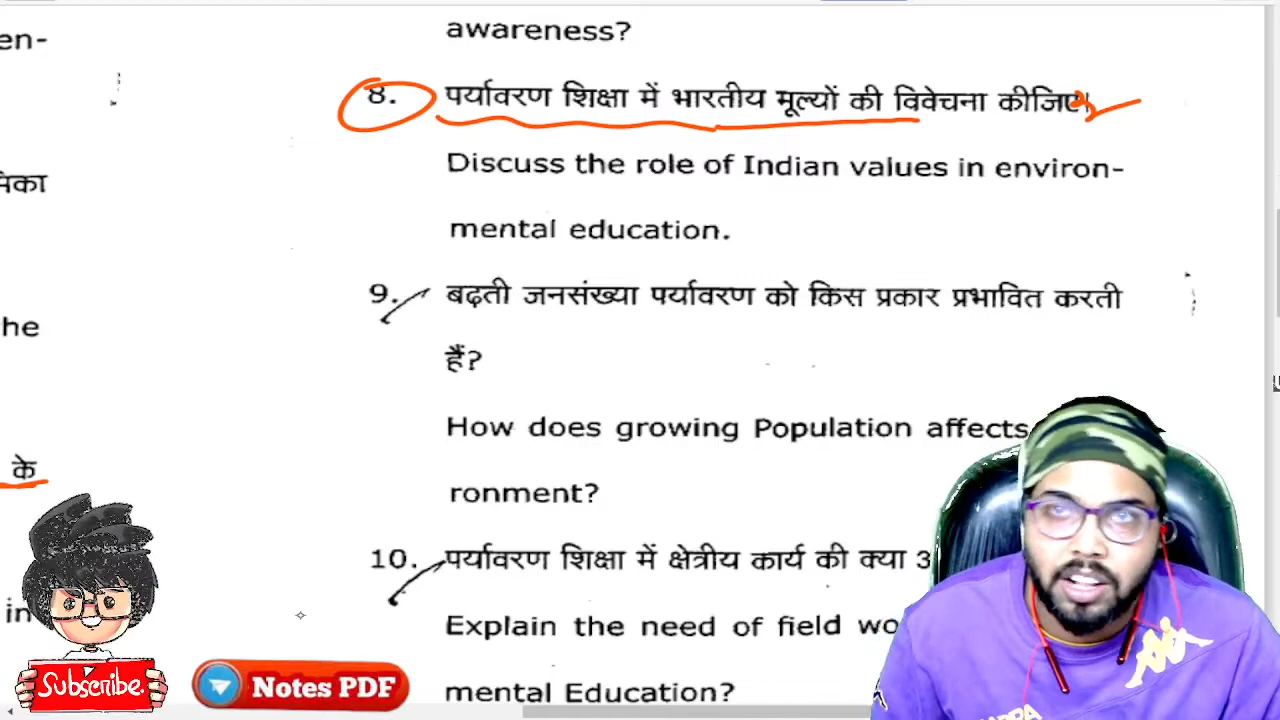 en-
मिका
he
के
in
awareness?
8. पर्यावरण शिक्षा में भारतीय मूल्यों की विवेचना कीजिए।
Discuss the role of Indian values in environ-
mental education.
9. बढ़ती जनसंख्या पर्यावरण को किस प्रकार प्रभावित करती
हैं?
How does growing Population affects
ronment?
10. पर्यावरण शिक्षा में क्षेत्रीय कार्य की क्या
Explain the need of field wo
mental Education?
Subscribe.
Notes PDF